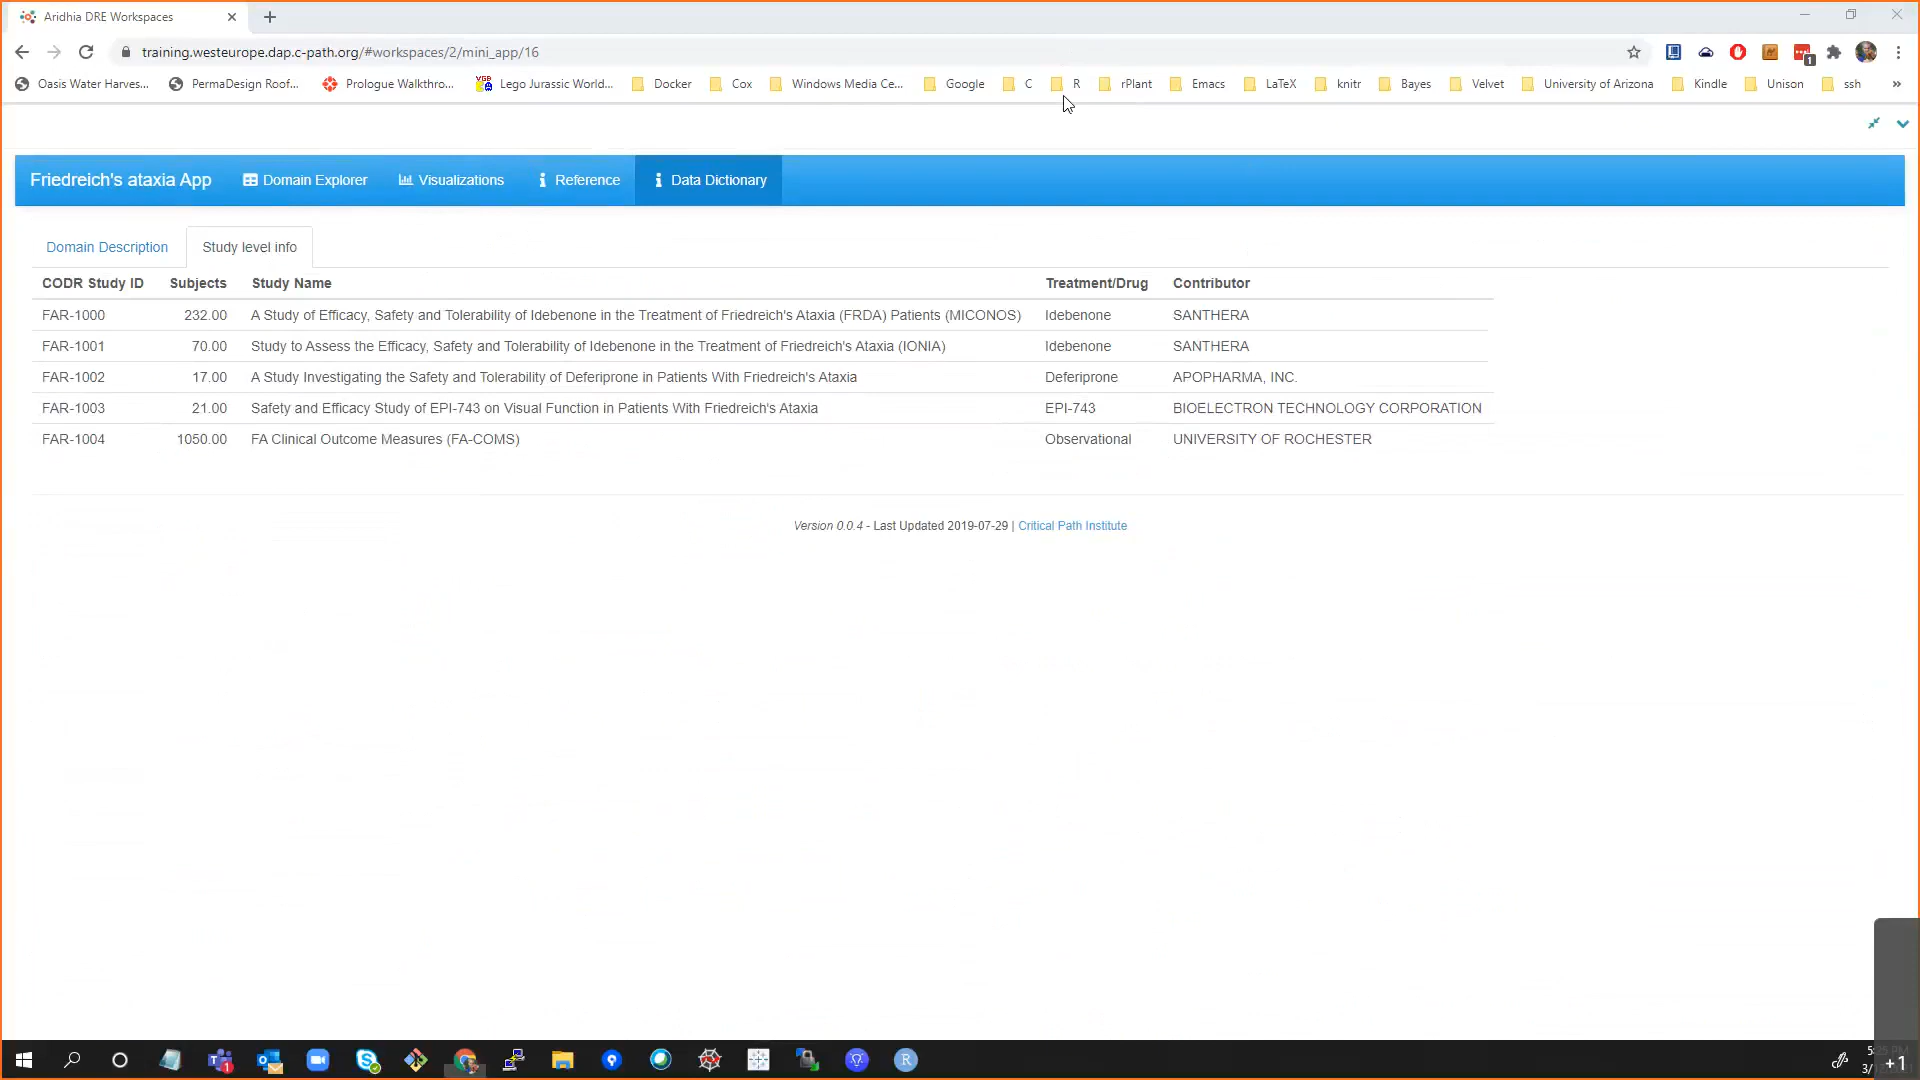 Aridhia DRE Workspaces
training.westeurope.dap.c-path.org/#workspaces/2/mini_app/16
1
Oasis Water Harves... PermaDesign Roof... Prologue Walkthro... VGB Lego Jurassic World... Docker Cox Windows Media Ce... Google C R rPlant Emacs LaTeX knitr Bayes Velvet University of Arizona Kindle Unison ssh »
Friedreich's ataxia App Domain Explorer Visualizations Reference Data Dictionary
Domain Description Study level info
CODR Study ID Subjects Study Name Treatment/Drug Contributor
FAR-1000 232.00 A Study of Efficacy, Safety and Tolerability of Idebenone in the Treatment of Friedreich's Ataxia (FRDA) Patients (MICONOS) Idebenone SANTHERA
FAR-1001 70.00 Study to Assess the Efficacy, Safety and Tolerability of Idebenone in the Treatment of Friedreich's Ataxia (IONIA) Idebenone SANTHERA
FAR-1002 17.00 A Study Investigating the Safety and Tolerability of Deferiprone in Patients With Friedreich's Ataxia Deferiprone APOPHARMA, INC.
FAR-1003 21.00 Safety and Efficacy Study of EPI-743 on Visual Function in Patients With Friedreich's Ataxia EPI-743 BIOELECTRON TECHNOLOGY CORPORATION
FAR-1004 1050.00 FA Clinical Outcome Measures (FA-COMS) Observational UNIVERSITY OF ROCHESTER
Version 0.0.4 - Last Updated 2019-07-29 | Critical Path Institute
+1